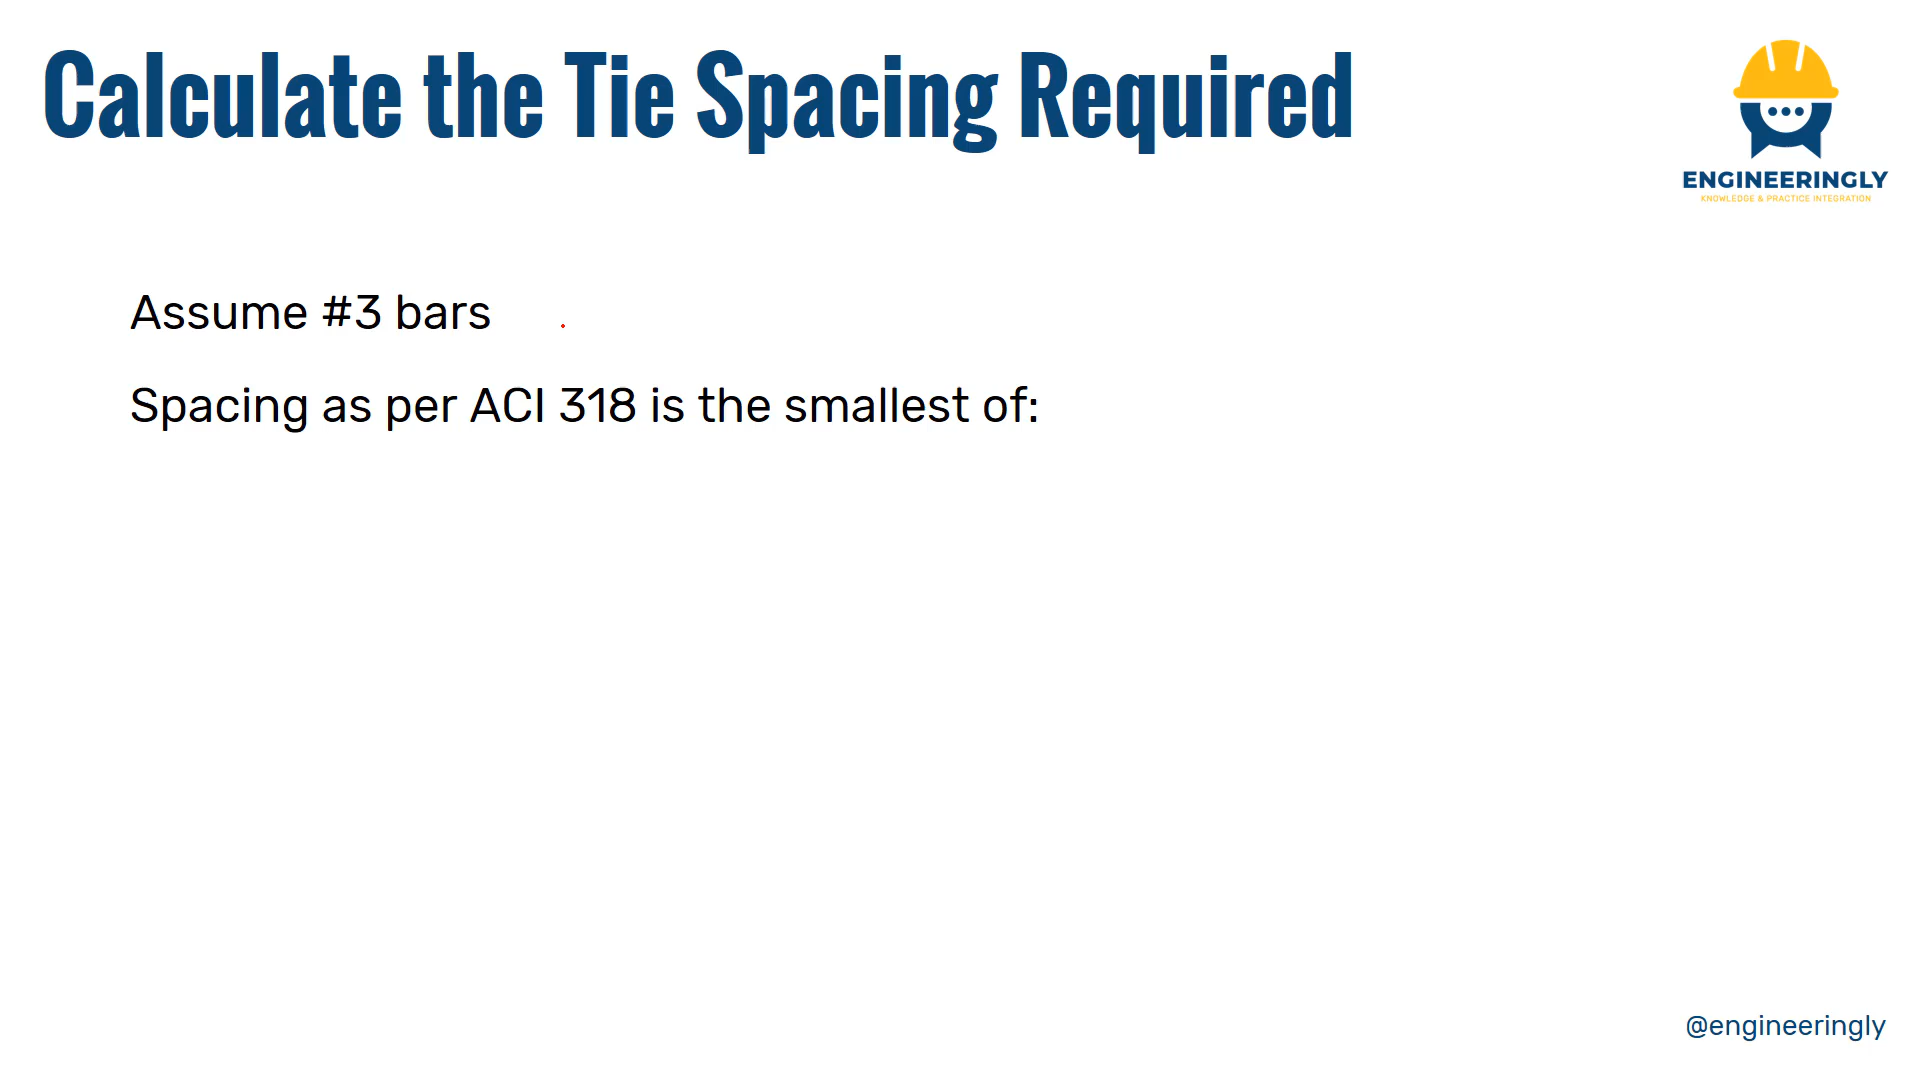 Calculate the Tie Spacing Required
ENGINEERINGLY
KNOWLEDGE & PRACTICE INTEGRATION
Assume #3 bars
Spacing as per ACI 318 is the smallest of:
@engineeringly